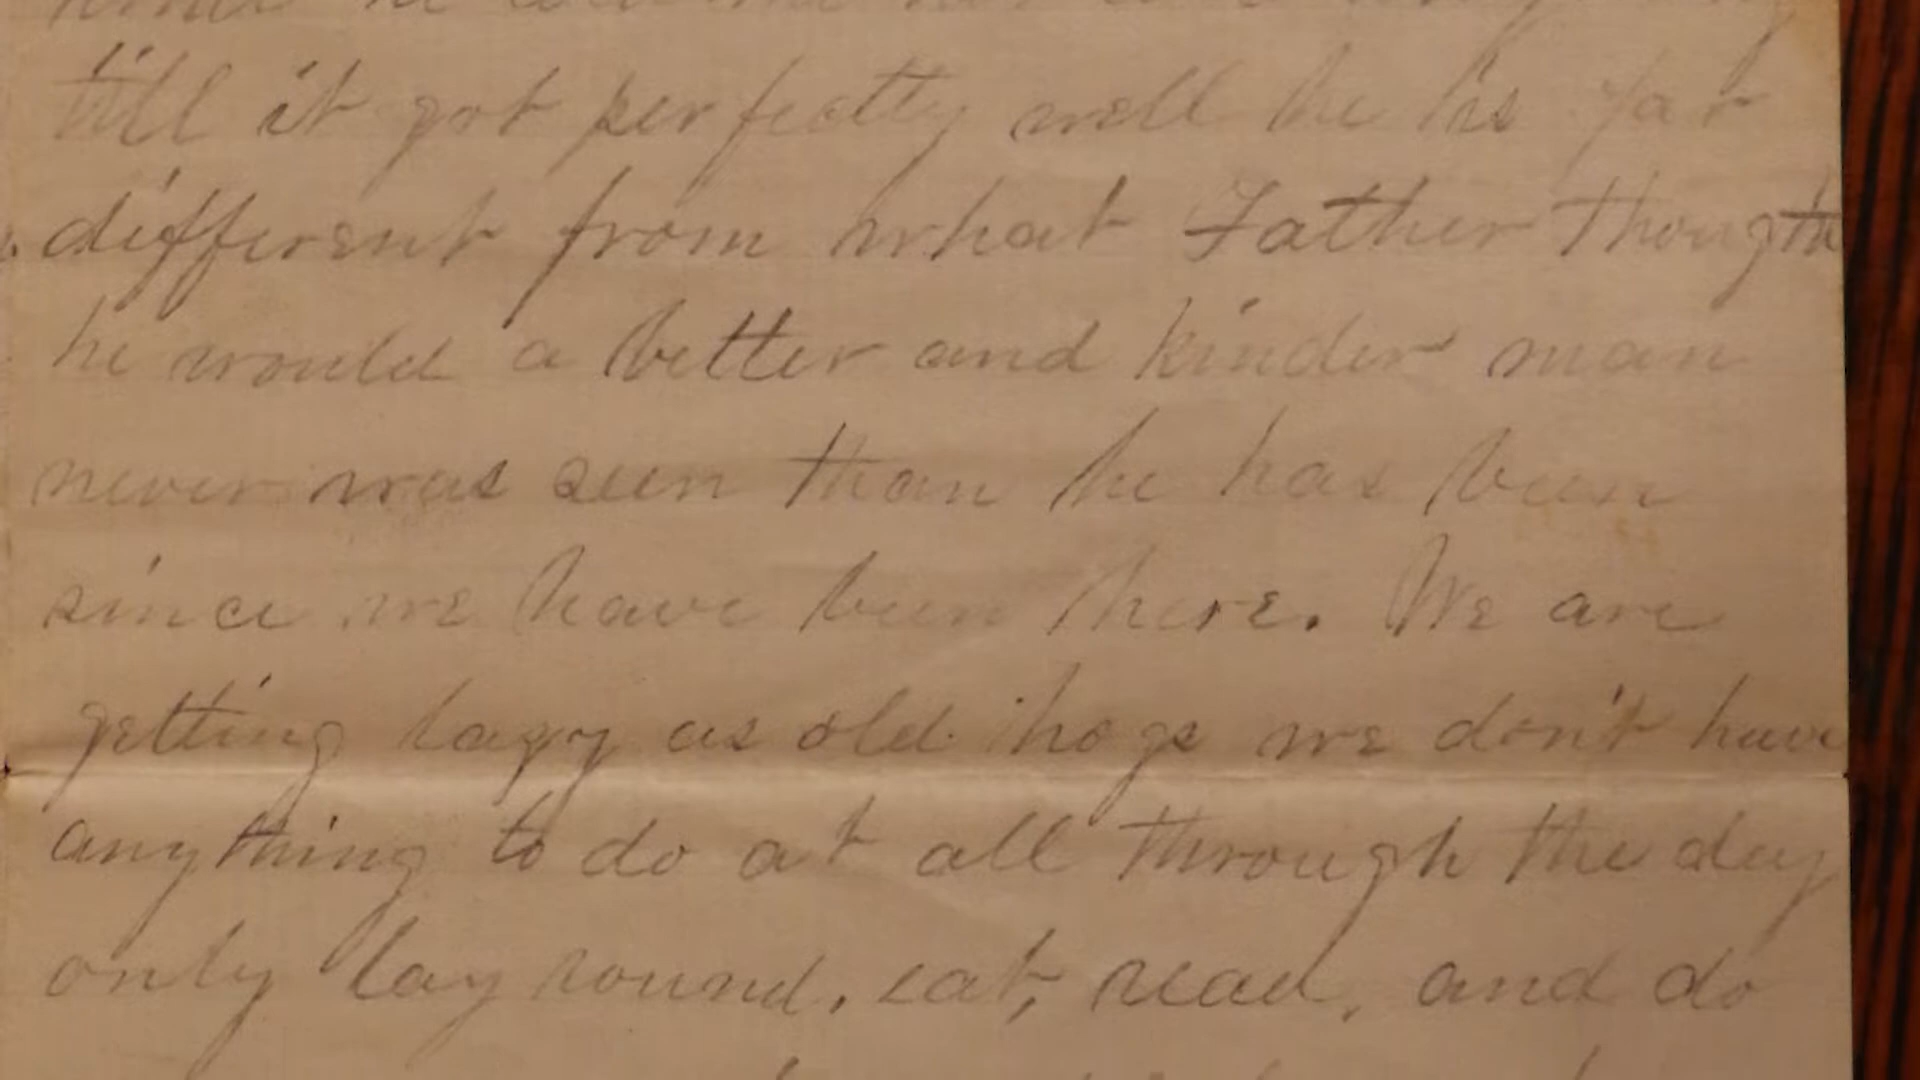 till it got perfectly well he is far
different from what Father thought
he would a better and kinder man
never was seen than he has been
since we have been here. We are
getting lazy as old hogs we don't have
anything to do at all through the day
only lay round, eat, read, and do